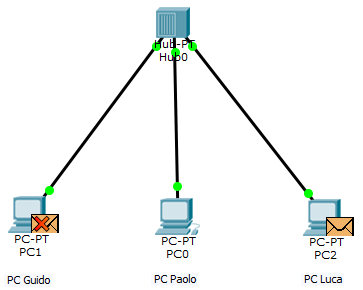 Hub-PT
Hub0
PC-PT
PC1
PC-PT
PC0
PC-PT
PC2
PC Guido
PC Paolo
PC Luca